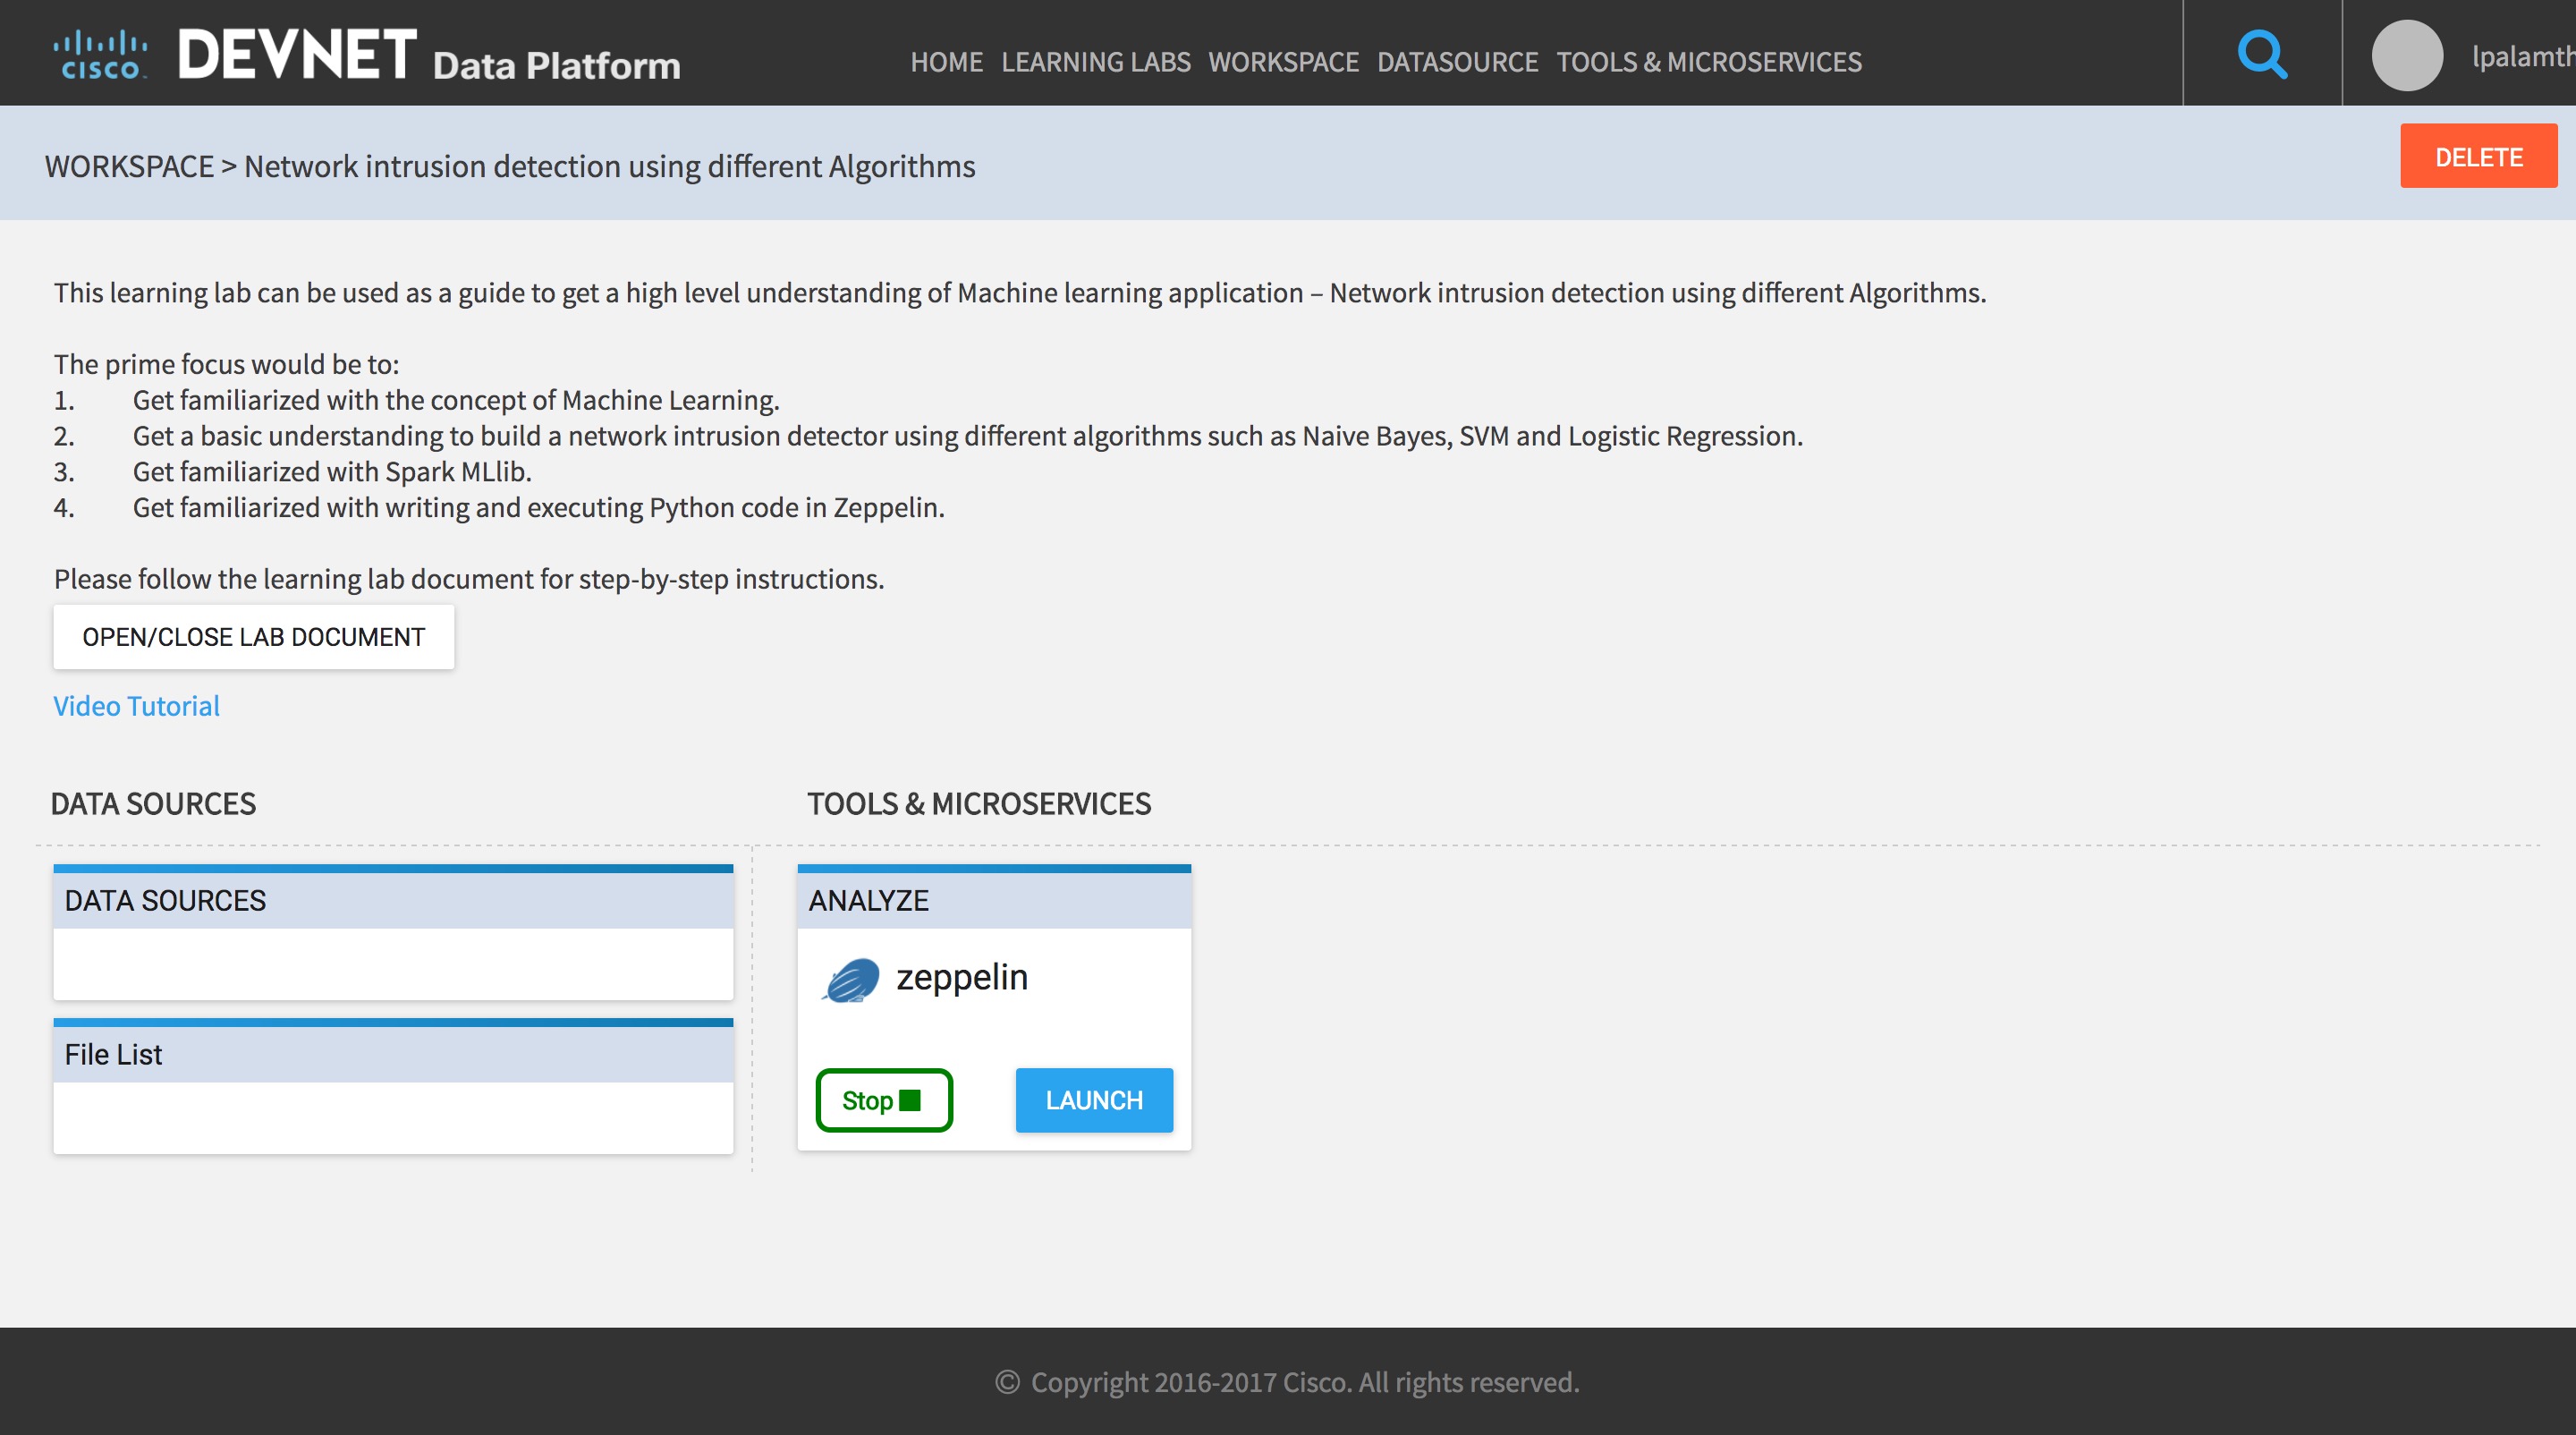 CISCO DEVNET Data Platform HOME LEARNING LABS WORKSPACE DATASOURCE TOOLS & MICROSERVICES lpalamth
WORKSPACE > Network intrusion detection using different Algorithms DELETE
This learning lab can be used as a guide to get a high level understanding of Machine learning application – Network intrusion detection using different Algorithms.
The prime focus would be to:
1. Get familiarized with the concept of Machine Learning.
2. Get a basic understanding to build a network intrusion detector using different algorithms such as Naive Bayes, SVM and Logistic Regression.
3. Get familiarized with Spark MLlib.
4. Get familiarized with writing and executing Python code in Zeppelin.
Please follow the learning lab document for step-by-step instructions.
OPEN/CLOSE LAB DOCUMENT
Video Tutorial
DATA SOURCES TOOLS & MICROSERVICES
DATA SOURCES
File List
ANALYZE
zeppelin
Stop LAUNCH
© Copyright 2016-2017 Cisco. All rights reserved.